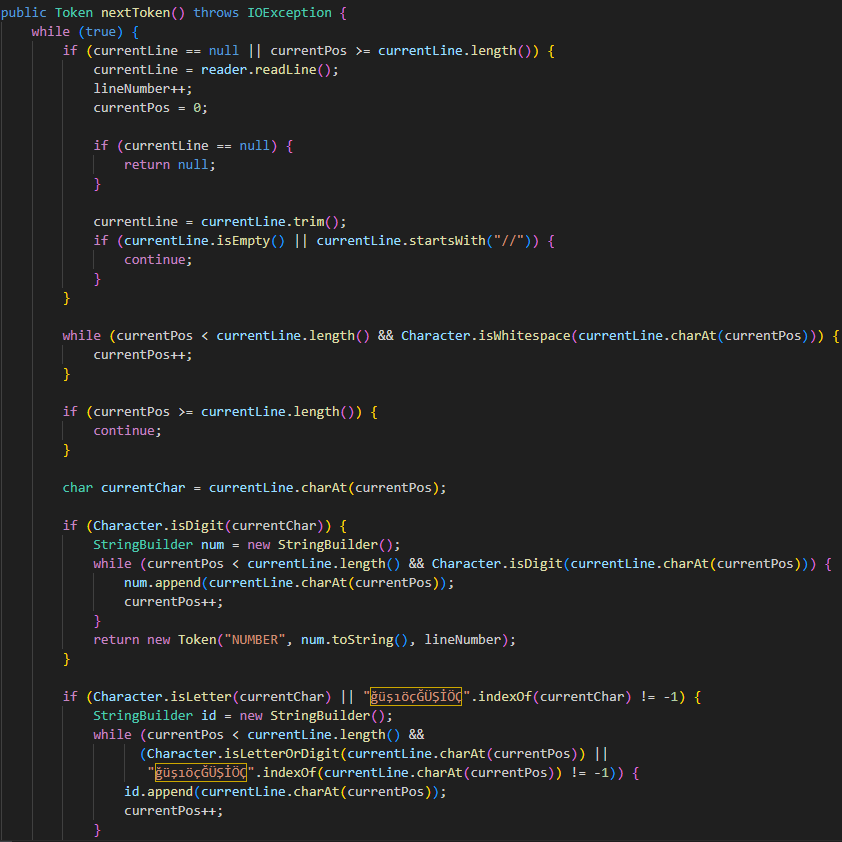 public Token nextToken() throws IOException {
while (true) {
if (currentLine == null || currentPos >= currentLine.length()) {
currentLine = reader.readLine();
lineNumber++;
currentPos = 0;
if (currentLine == null) {
return null;
}
currentLine = currentLine.trim();
if (currentLine.isEmpty() || currentLine.startsWith("//")) {
continue;
}
}
while (currentPos < currentLine.length() && Character.isWhitespace(currentLine.charAt(currentPos))) {
currentPos++;
}
if (currentPos >= currentLine.length()) {
continue;
}
char currentChar = currentLine.charAt(currentPos);
if (Character.isDigit(currentChar)) {
StringBuilder num = new StringBuilder();
while (currentPos < currentLine.length() && Character.isDigit(currentLine.charAt(currentPos))) {
num.append(currentLine.charAt(currentPos));
currentPos++;
}
return new Token("NUMBER", num.toString(), lineNumber);
}
if (Character.isLetter(currentChar) || "ğüşıöçĞÜŞİÖÇ".indexOf(currentChar) != -1) {
StringBuilder id = new StringBuilder();
while (currentPos < currentLine.length() &&
(Character.isLetterOrDigit(currentLine.charAt(currentPos)) ||
"ğüşıöçĞÜŞİÖÇ".indexOf(currentLine.charAt(currentPos)) != -1)) {
id.append(currentLine.charAt(currentPos));
currentPos++;
}